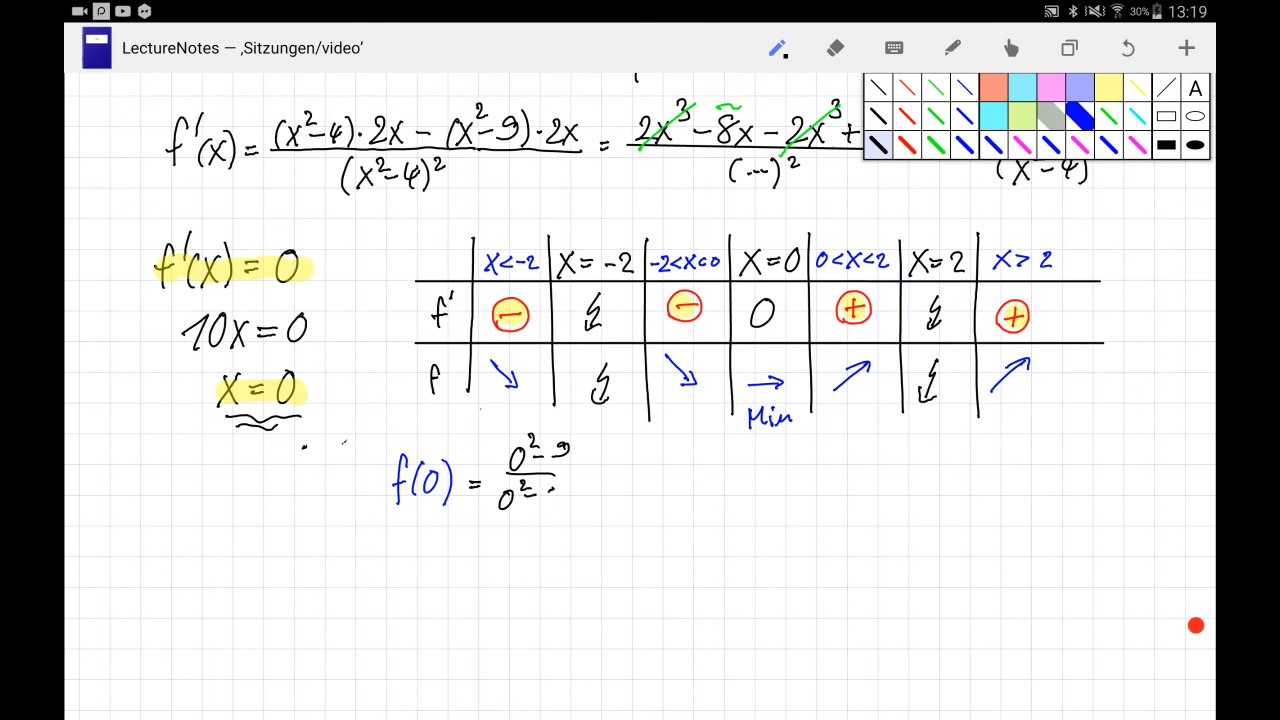 13:19
30%
LectureNotes — ‚Sitzungen/video’
A
f'(x) = (x²-4)·2x - (x²-9)·2x / (x²-4)² = 2x³ - 8x - 2x³ + / (...)² (x²-4)
f'(x) = 0
10x = 0
x = 0
x<-2 x=-2 -2<x<0 x=0 0<x<2 x=2 x>2
f' - ↯ - 0 + ↯ +
f ↘ ↯ ↘ → Min ↗ ↯ ↗
f(0) = 0²-9 / 0²-